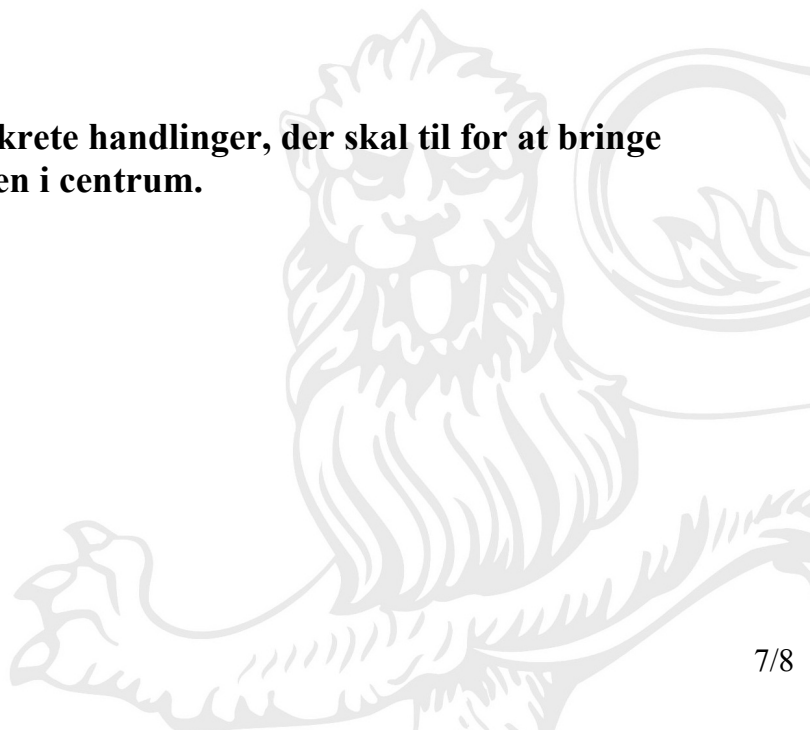 krete handlinger, der skal til for at bringe
en i centrum.
7/8